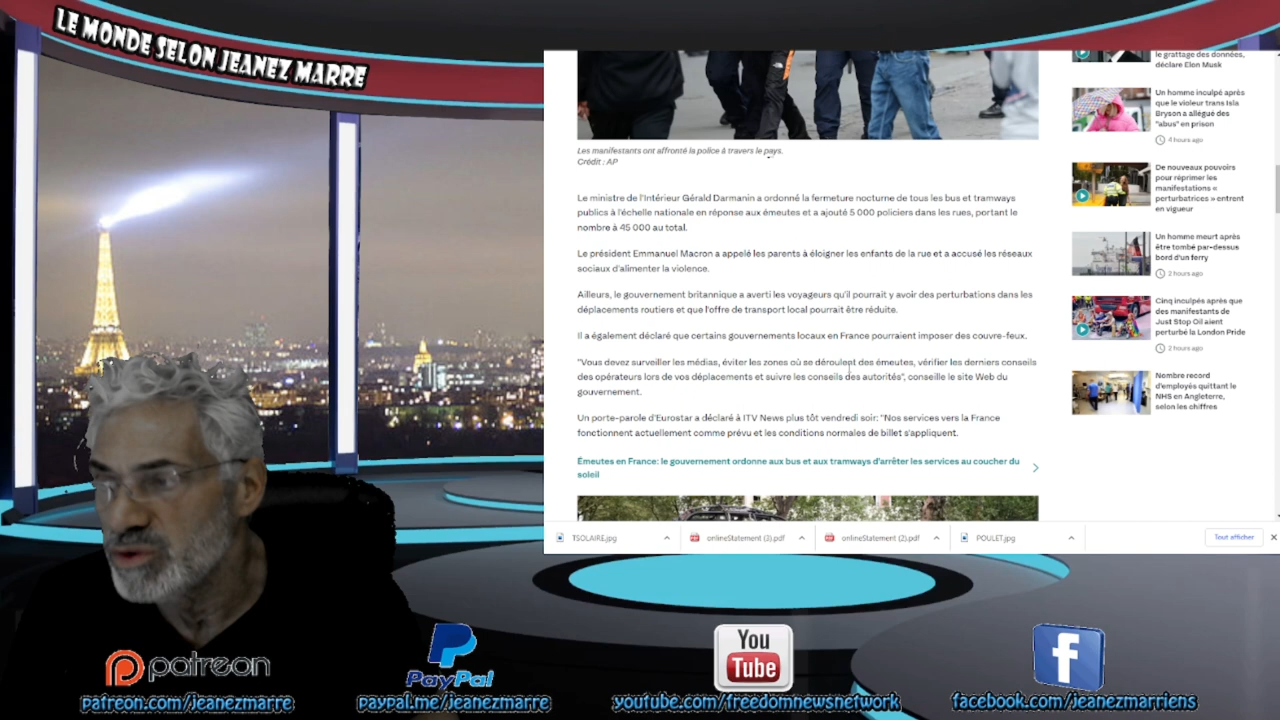 LE MONDE SELON JEANEZ MARRE
Les manifestants ont affronté la police à travers le pays.
Crédit : AP
Le ministre de l'Intérieur Gérald Darmanin a ordonné la fermeture nocturne de tous les bus et tramways
publics à l'échelle nationale en réponse aux émeutes et a ajouté 5 000 policiers dans les rues, portant le
nombre à 45 000 au total.
Le président Emmanuel Macron a appelé les parents à éloigner les enfants de la rue et a accusé les réseaux
sociaux d'alimenter la violence.
Ailleurs, le gouvernement britannique a averti les voyageurs qu'il pourrait y avoir des perturbations dans les
déplacements routiers et que l'offre de transport local pourrait être réduite.
Il a également déclaré que certains gouvernements locaux en France pourraient imposer des couvre-feux.
"Vous devez surveiller les médias, éviter les zones où se déroulent des émeutes, vérifier les derniers conseils
des opérateurs lors de vos déplacements et suivre les conseils des autorités", conseille le site Web du
gouvernement.
Un porte-parole d'Eurostar a déclaré à ITV News plus tôt vendredi soir: "Nos services vers la France
fonctionnent actuellement comme prévu et les conditions normales de billet s'appliquent.
Émeutes en France: le gouvernement ordonne aux bus et aux tramways d'arrêter les services au coucher du
soleil
le grattage des données,
déclare Elon Musk
Un homme inculpé après
que le violeur trans Isla
Bryson a allégué des
"abus" en prison
4 hours ago
De nouveaux pouvoirs
pour réprimer les
manifestations «
perturbatrices » entrent
en vigueur
Un homme meurt après
être tombé par-dessus
bord d'un ferry
2 hours ago
Cinq inculpés après que
des manifestants de
Just Stop Oil aient
perturbé la London Pride
2 hours ago
Nombre record
d'employés quittant le
NHS en Angleterre,
selon les chiffres
TSOLAIRE.jpg
onlineStatement (3).pdf
onlineStatement (2).pdf
POULET.jpg
Tout afficher
patreon
patreon.com/jeanezmarre
PayPal
paypal.me/jeanezmarre
You
Tube
youtube.com/freedomnewsnetwork
f
facebook.com/jeanezmarriens